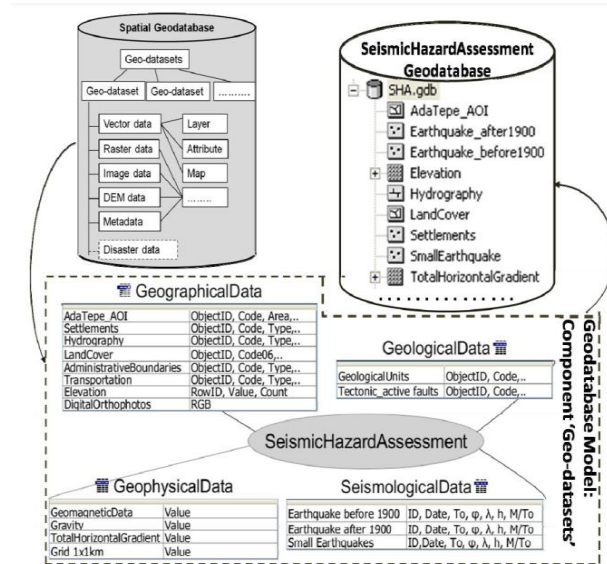 Spatial Geodatabase
Geo-datasets
Geo-dataset Geo-dataset ..........
Vector data Layer
Raster data Attribute
Image data Map
DEM data ........
Metadata
Disaster data
SeismicHazardAssessment
Geodatabase
SHA.gdb
AdaTepe_AOI
Earthquake_after1900
Earthquake_before1900
Elevation
Hydrography
LandCover
Settlements
SmallEarthquake
TotalHorizontalGradient
..............
GeographicalData
AdaTepe_AOI ObjectID, Code, Area,..
Settlements ObjectID, Code, Type,..
Hydrography ObjectID, Code, Type,..
LandCover ObjectID, Code06,..
AdministrativeBoundaries ObjectID, Code, Type,..
Transportation ObjectID, Code, Type,..
Elevation RowID, Value, Count
DigitalOrthophotos RGB
GeologicalData
GeologicalUnits ObjectID, Code,..
Tectonic_active faults ObjectID, Code,..
Geodatabase Model:
Component 'Geo-datasets'
SeismicHazardAssessment
GeophysicalData
GeomagneticData Value
Gravity Value
TotalHorizontalGradient Value
Grid 1x1km Value
SeismologicalData
Earthquake before 1900 ID, Date, To, φ, λ, h, M/To
Earthquake after 1900 ID, Date, To, φ, λ, h, M/To
Small Earthquakes ID,Date, To, φ, λ, h, M/To